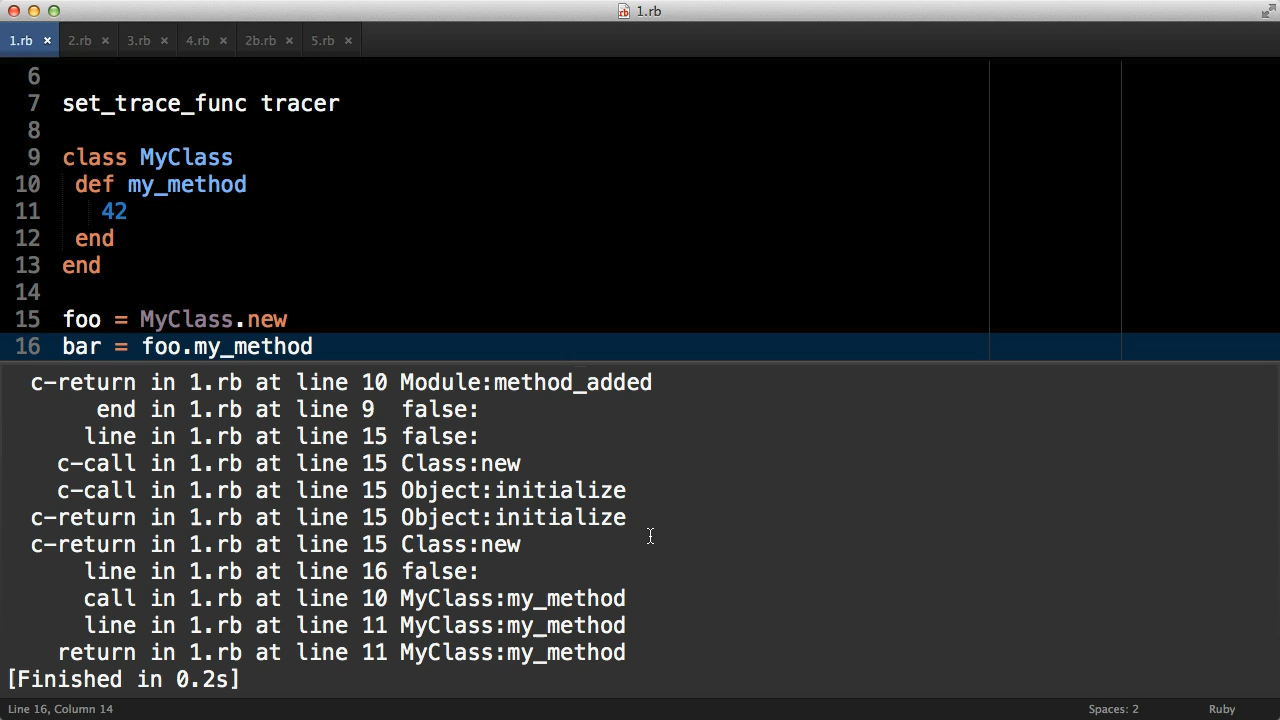 1.rb
1.rb × 2.rb × 3.rb × 4.rb × 2b.rb × 5.rb ×
6
7 set_trace_func tracer
8
9 class MyClass
10 def my_method
11 42
12 end
13 end
14
15 foo = MyClass.new
16 bar = foo.my_method
c-return in 1.rb at line 10 Module:method_added
end in 1.rb at line 9 false:
line in 1.rb at line 15 false:
c-call in 1.rb at line 15 Class:new
c-call in 1.rb at line 15 Object:initialize
c-return in 1.rb at line 15 Object:initialize
c-return in 1.rb at line 15 Class:new
line in 1.rb at line 16 false:
call in 1.rb at line 10 MyClass:my_method
line in 1.rb at line 11 MyClass:my_method
return in 1.rb at line 11 MyClass:my_method
[Finished in 0.2s]
Line 16, Column 14 Spaces: 2 Ruby